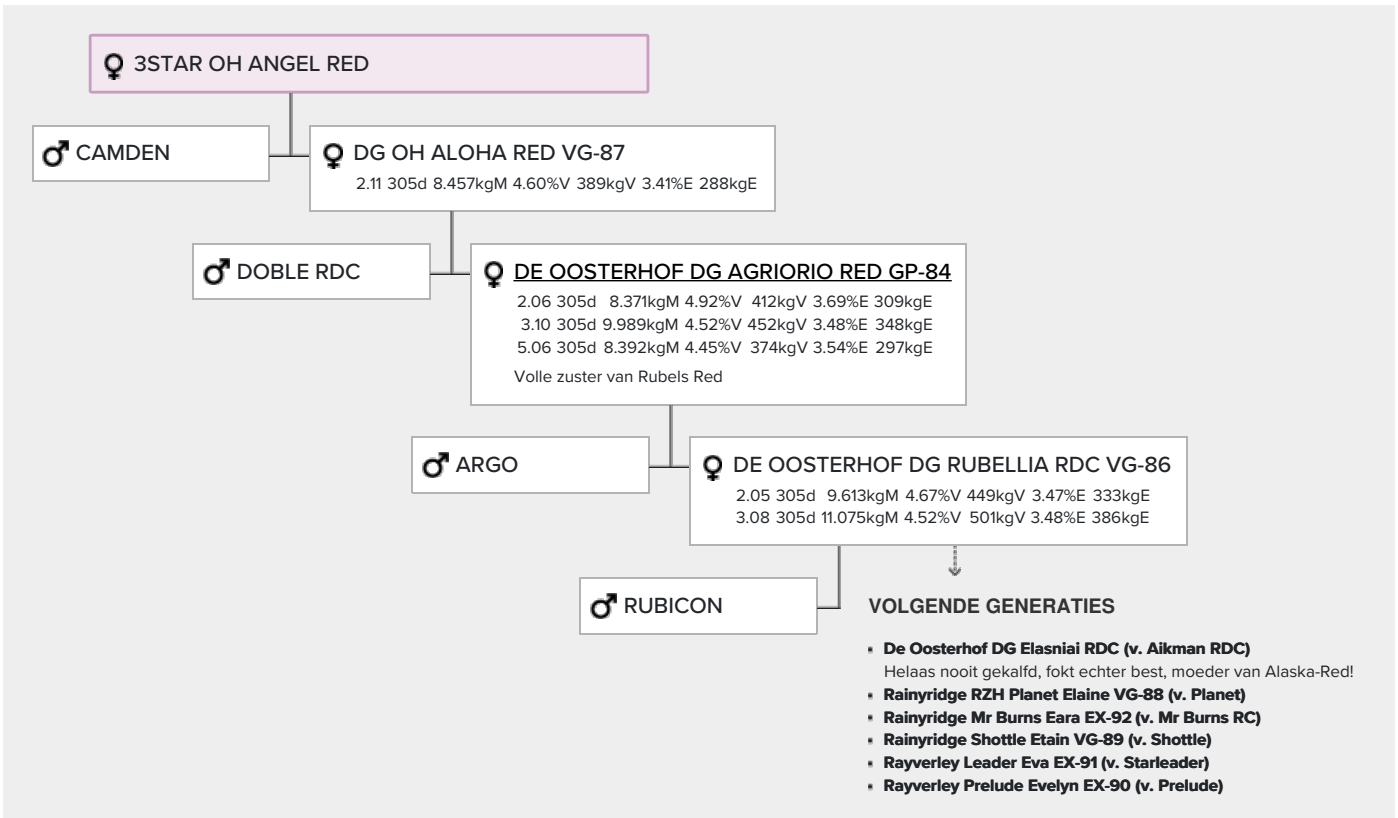 3STAR OH ANGEL RED
CAMDEN
DG OH ALOHA RED VG-87
2.11 305d 8.457kgM 4.60%V 389kgV 3.41%E 288kgE
DOBLE RDC
DE OOSTERHOF DG AGRIORIO RED GP-84
2.06 305d 8.371kgM 4.92%V 412kgV 3.69%E 309kgE
3.10 305d 9.989kgM 4.52%V 452kgV 3.48%E 348kgE
5.06 305d 8.392kgM 4.45%V 374kgV 3.54%E 297kgE
Volle zuster van Rubels Red
ARGO
DE OOSTERHOF DG RUBELLIA RDC VG-86
2.05 305d 9.613kgM 4.67%V 449kgV 3.47%E 333kgE
3.08 305d 11.075kgM 4.52%V 501kgV 3.48%E 386kgE
RUBICON
VOLGENDE GENERATIES
De Oosterhof DG Elasniai RDC (v. Aikman RDC)
Helaas nooit gekalfd, fokt echter best, moeder van Alaska-Red!
Rainyridge RZH Planet Elaine VG-88 (v. Planet)
Rainyridge Mr Burns Eara EX-92 (v. Mr Burns RC)
Rainyridge Shottle Etain VG-89 (v. Shottle)
Rayverley Leader Eva EX-91 (v. Starleader)
Rayverley Prelude Evelyn EX-90 (v. Prelude)